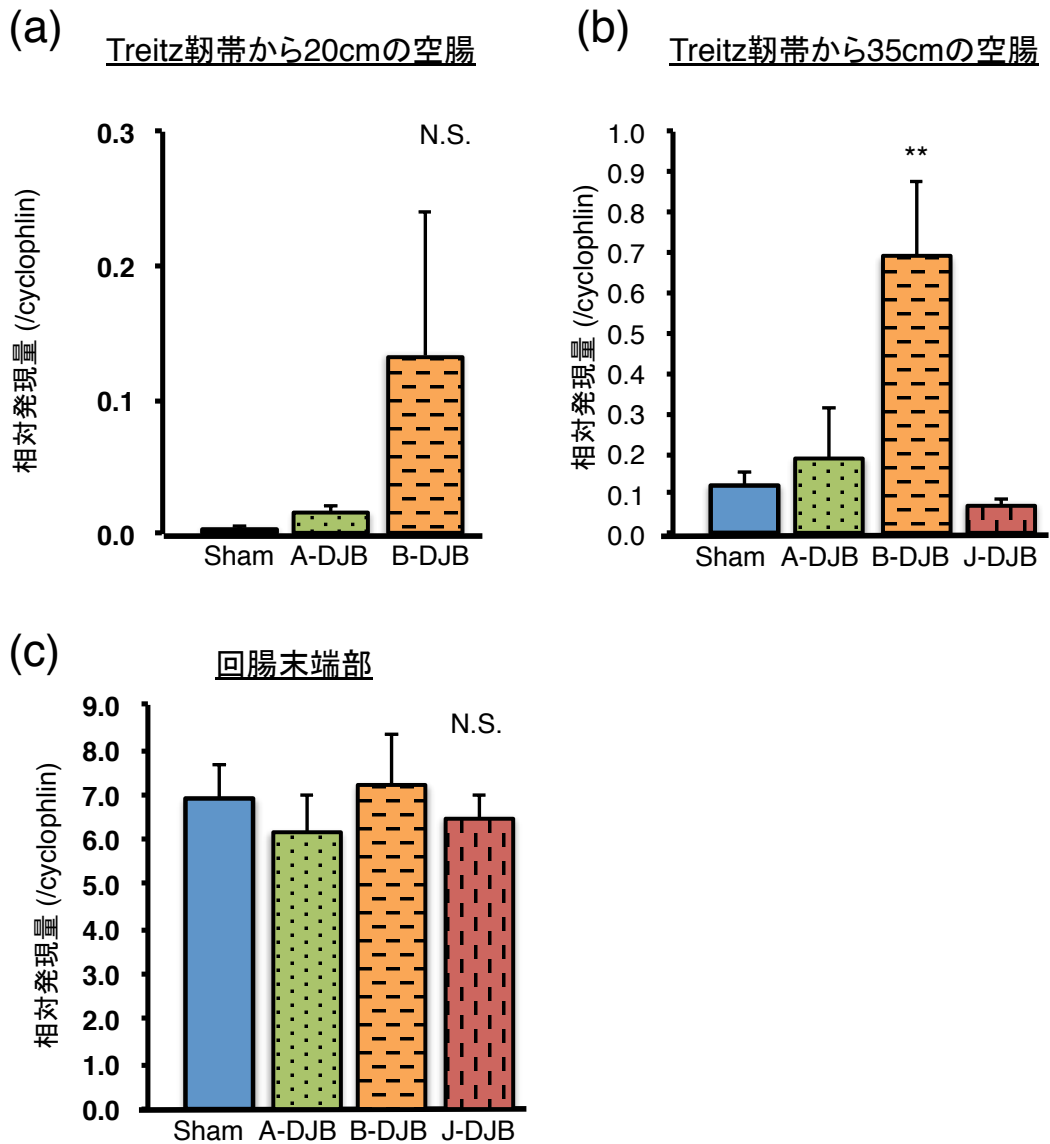 (a)
Treitz靭帯から20cmの空腸
相対発現量 (/cyclophlin)
0.3
0.2
0.1
0.0
N.S.
Sham A-DJB B-DJB
(b)
Treitz靭帯から35cmの空腸
相対発現量 (/cyclophlin)
1.0
0.9
0.8
0.7
0.6
0.5
0.4
0.3
0.2
0.1
0.0
**
Sham A-DJB B-DJB J-DJB
(c)
回腸末端部
相対発現量 (/cyclophlin)
9.0
8.0
7.0
6.0
5.0
4.0
3.0
2.0
1.0
0.0
N.S.
Sham A-DJB B-DJB J-DJB